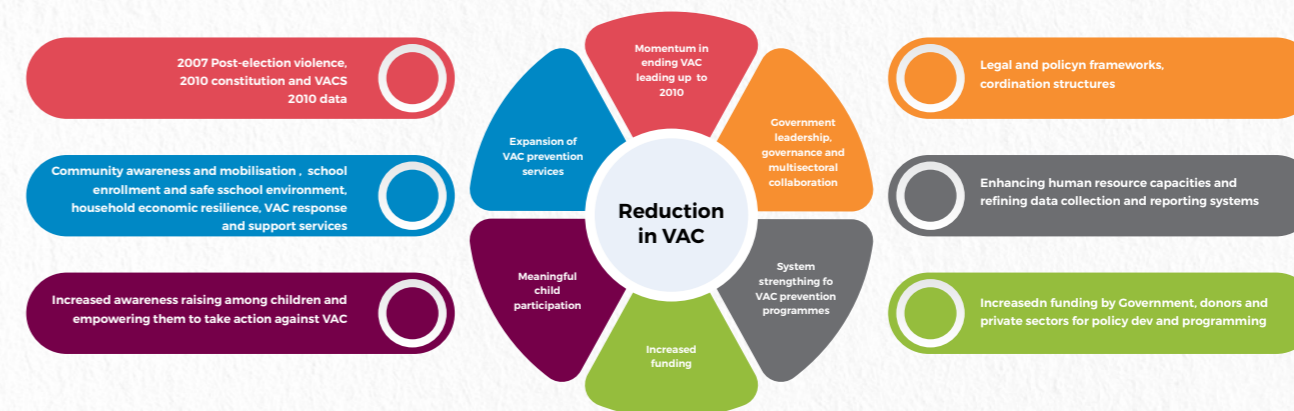 2007 Post-election violence,
2010 constitution and VACS
2010 data
Community awareness and mobilisation , school
enrollment and safe sschool environment,
household economic resilience, VAC response
and support services
Increased awareness raising among children and
empowering them to take action against VAC
Momentum in
ending VAC
leading up to
2010
Expansion of
VAC prevention
services
Government
leadership,
governance and
multisectoral
collaboration
Reduction
in VAC
Meaningful
child
participation
System
strengthing fo
VAC prevention
programmes
Increased
funding
Legal and policyn frameworks,
cordination structures
Enhancing human resource capacities and
refining data collection and reporting systems
Increasedn funding by Government, donors and
private sectors for policy dev and programming